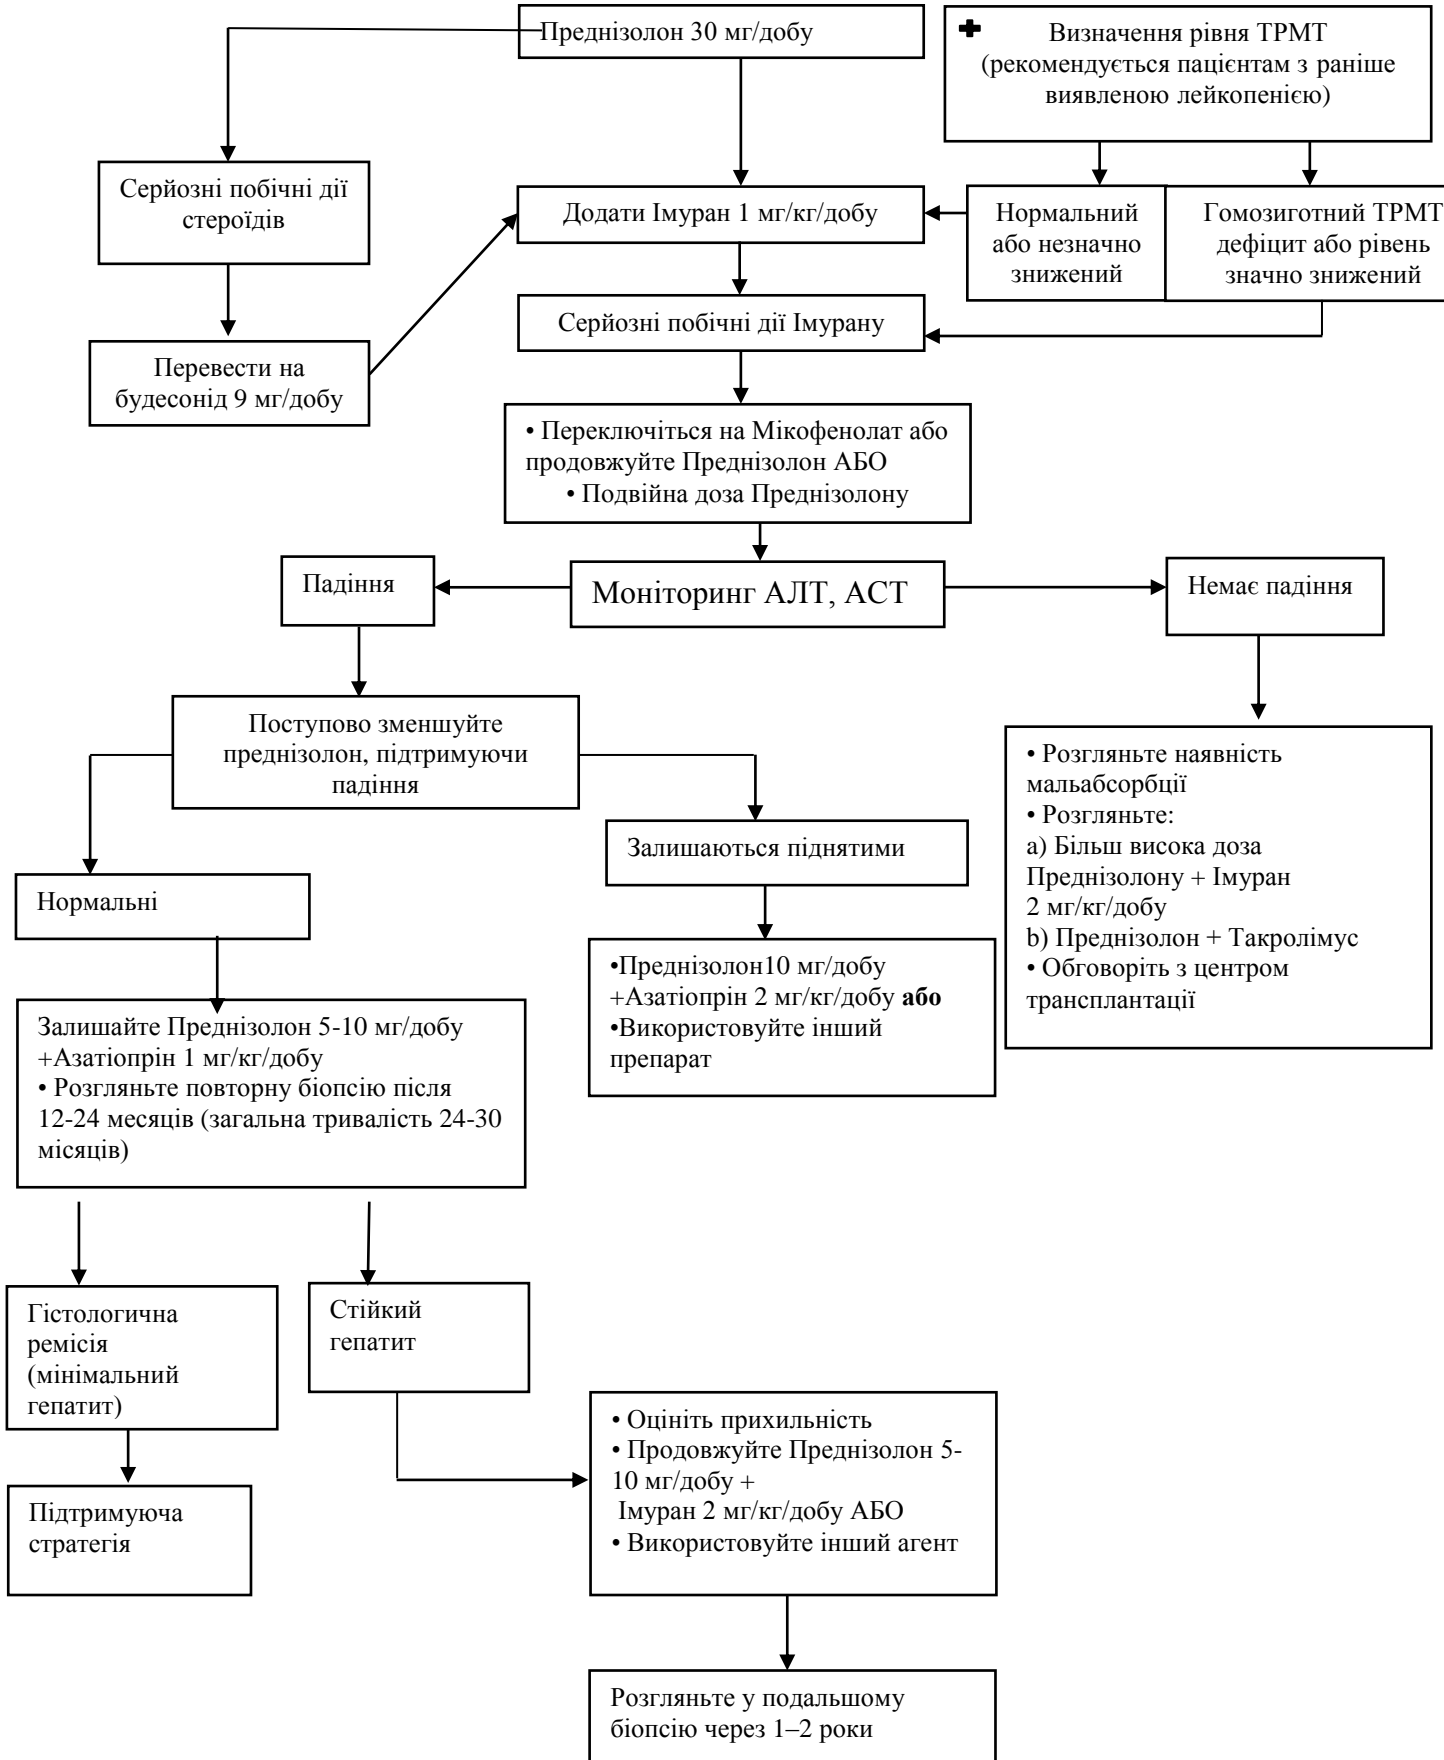 Преднізолон 30 мг/добу
Визначення рівня ТРМТ
(рекомендується пацієнтам з раніше
виявленою лейкопенією)
Серйозні побічні дії
стероїдів
Додати Імуран 1 мг/кг/добу
Нормальний
або незначно
знижений
Гомозиготний ТРМТ
дефіцит або рівень
значно знижений
Серйозні побічні дії Імурану
Перевести на
будесонід 9 мг/добу
• Переключіться на Мікофенолат або
продовжуйте Преднізолон АБО
• Подвійна доза Преднізолону
Падіння
Моніторинг АЛТ, АСТ
Немає падіння
Поступово зменшуйте
преднізолон, підтримуючи
падіння
• Розгляньте наявність
мальабсорбції
• Розгляньте:
a) Більш висока доза
Преднізолону + Імуран
2 мг/кг/добу
b) Преднізолон + Такролімус
• Обговоріть з центром
трансплантації
Залишаються піднятими
Нормальні
•Преднізолон10 мг/добу
+Азатіопрін 2 мг/кг/добу або
•Використовуйте інший
препарат
Залишайте Преднізолон 5-10 мг/добу
+Азатіопрін 1 мг/кг/добу
• Розгляньте повторну біопсію після
12-24 месяців (загальна тривалість 24-30
місяців)
Гістологична
ремісія
(мінімальний
гепатит)
Стійкий
гепатит
• Оцініть прихильність
• Продовжуйте Преднізолон 5-
10 мг/добу +
Імуран 2 мг/кг/добу АБО
• Використовуйте інший агент
Підтримуюча
стратегія
Розгляньте у подальшому
біопсію через 1–2 роки